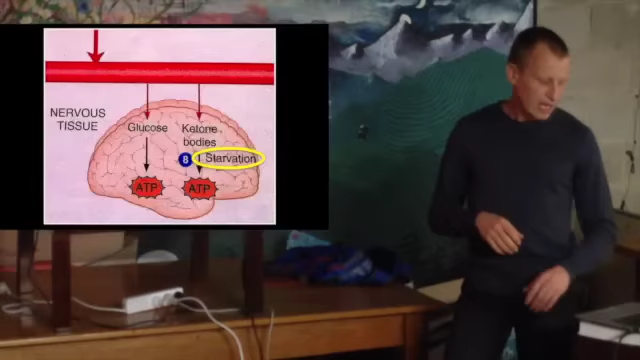 NERVOUS
TISSUE
Glucose
Ketone
bodies
8
Starvation
ATP
ATP